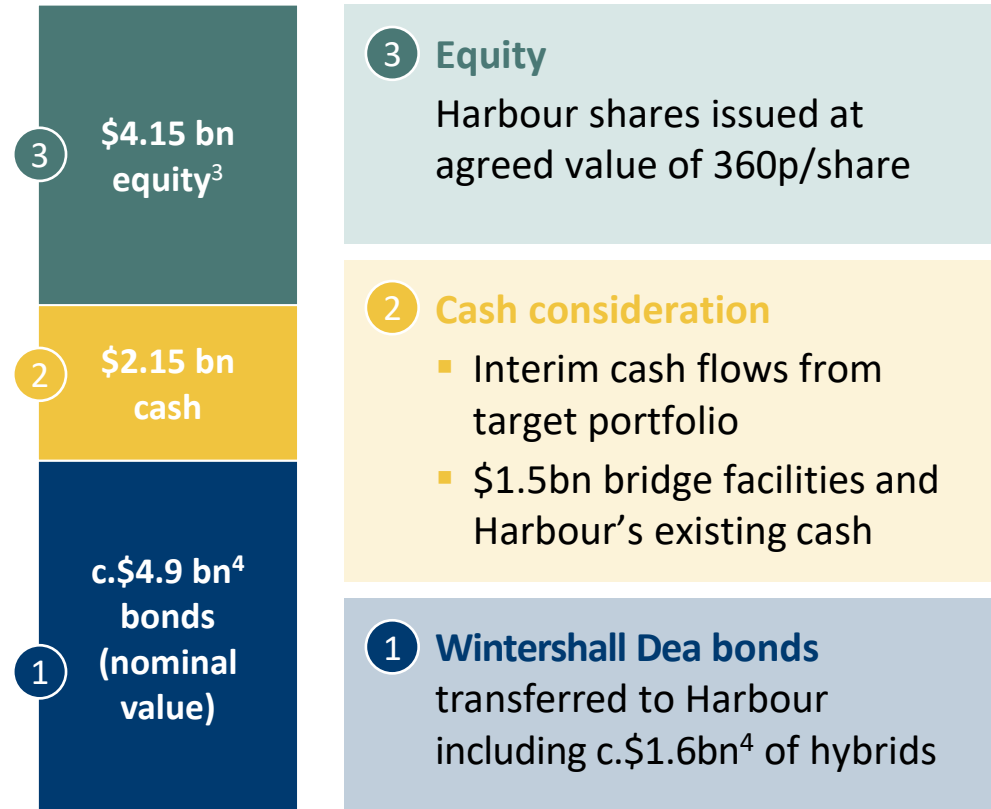 3
$4.15 bn
equity³
3 Equity
Harbour shares issued at
agreed value of 360p/share
2
$2.15 bn
cash
2 Cash consideration
▪ Interim cash flows from
target portfolio
▪ $1.5bn bridge facilities and
Harbour’s existing cash
1
c.$4.9 bn⁴
bonds
(nominal
value)
1 Wintershall Dea bonds
transferred to Harbour
including c.$1.6bn⁴ of hybrids